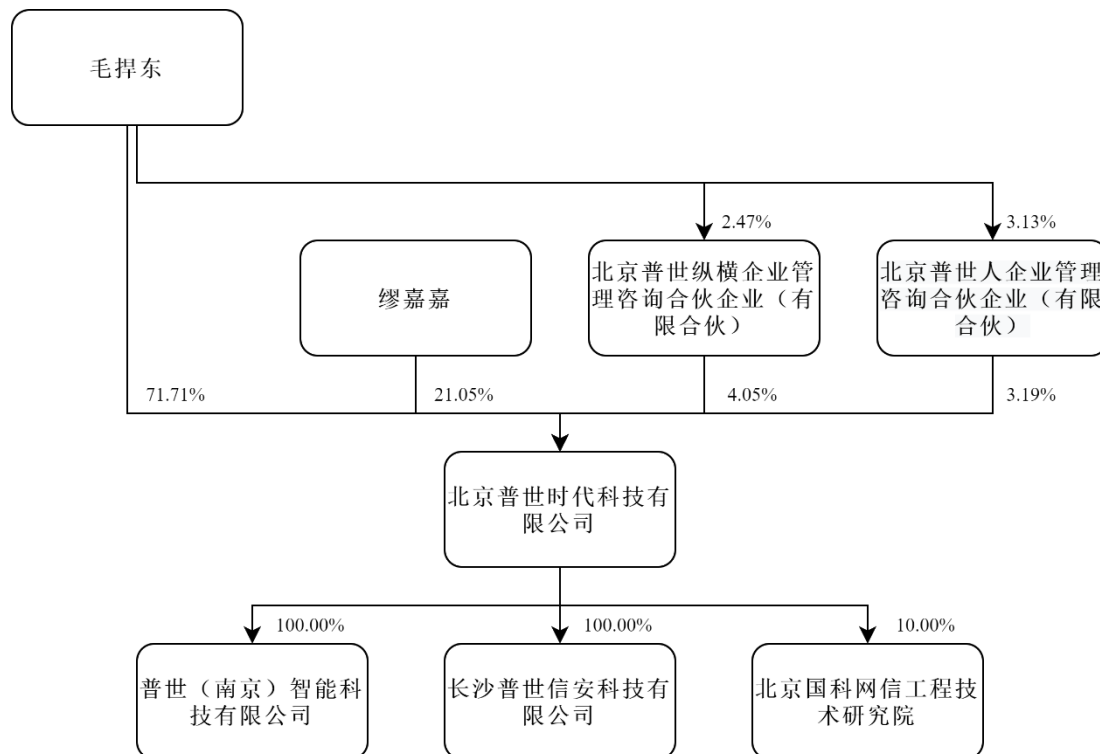 毛捍东
2.47%
3.13%
缪嘉嘉
北京普世纵横企业管
理咨询合伙企业（有
限合伙）
北京普世人企业管理
咨询合伙企业（有限
合伙）
71.71%
21.05%
4.05%
3.19%
北京普世时代科技有
限公司
100.00%
100.00%
10.00%
普世（南京）智能科
技有限公司
长沙普世信安科技有
限公司
北京国科网信工程技
术研究院